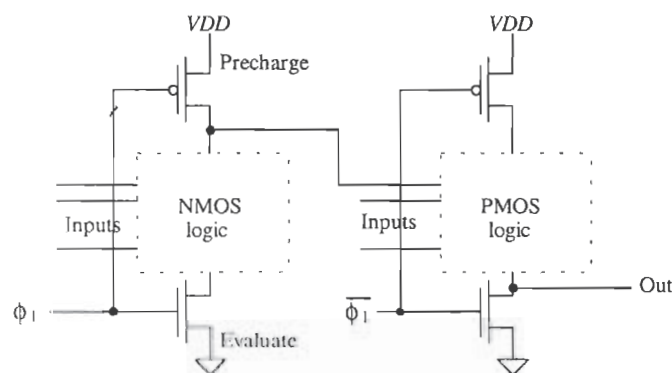 VDD
Precharge
VDD
Inputs
NMOS
logic
Inputs
PMOS
logic
Out
ϕ1
Evaluate
ϕ1̅